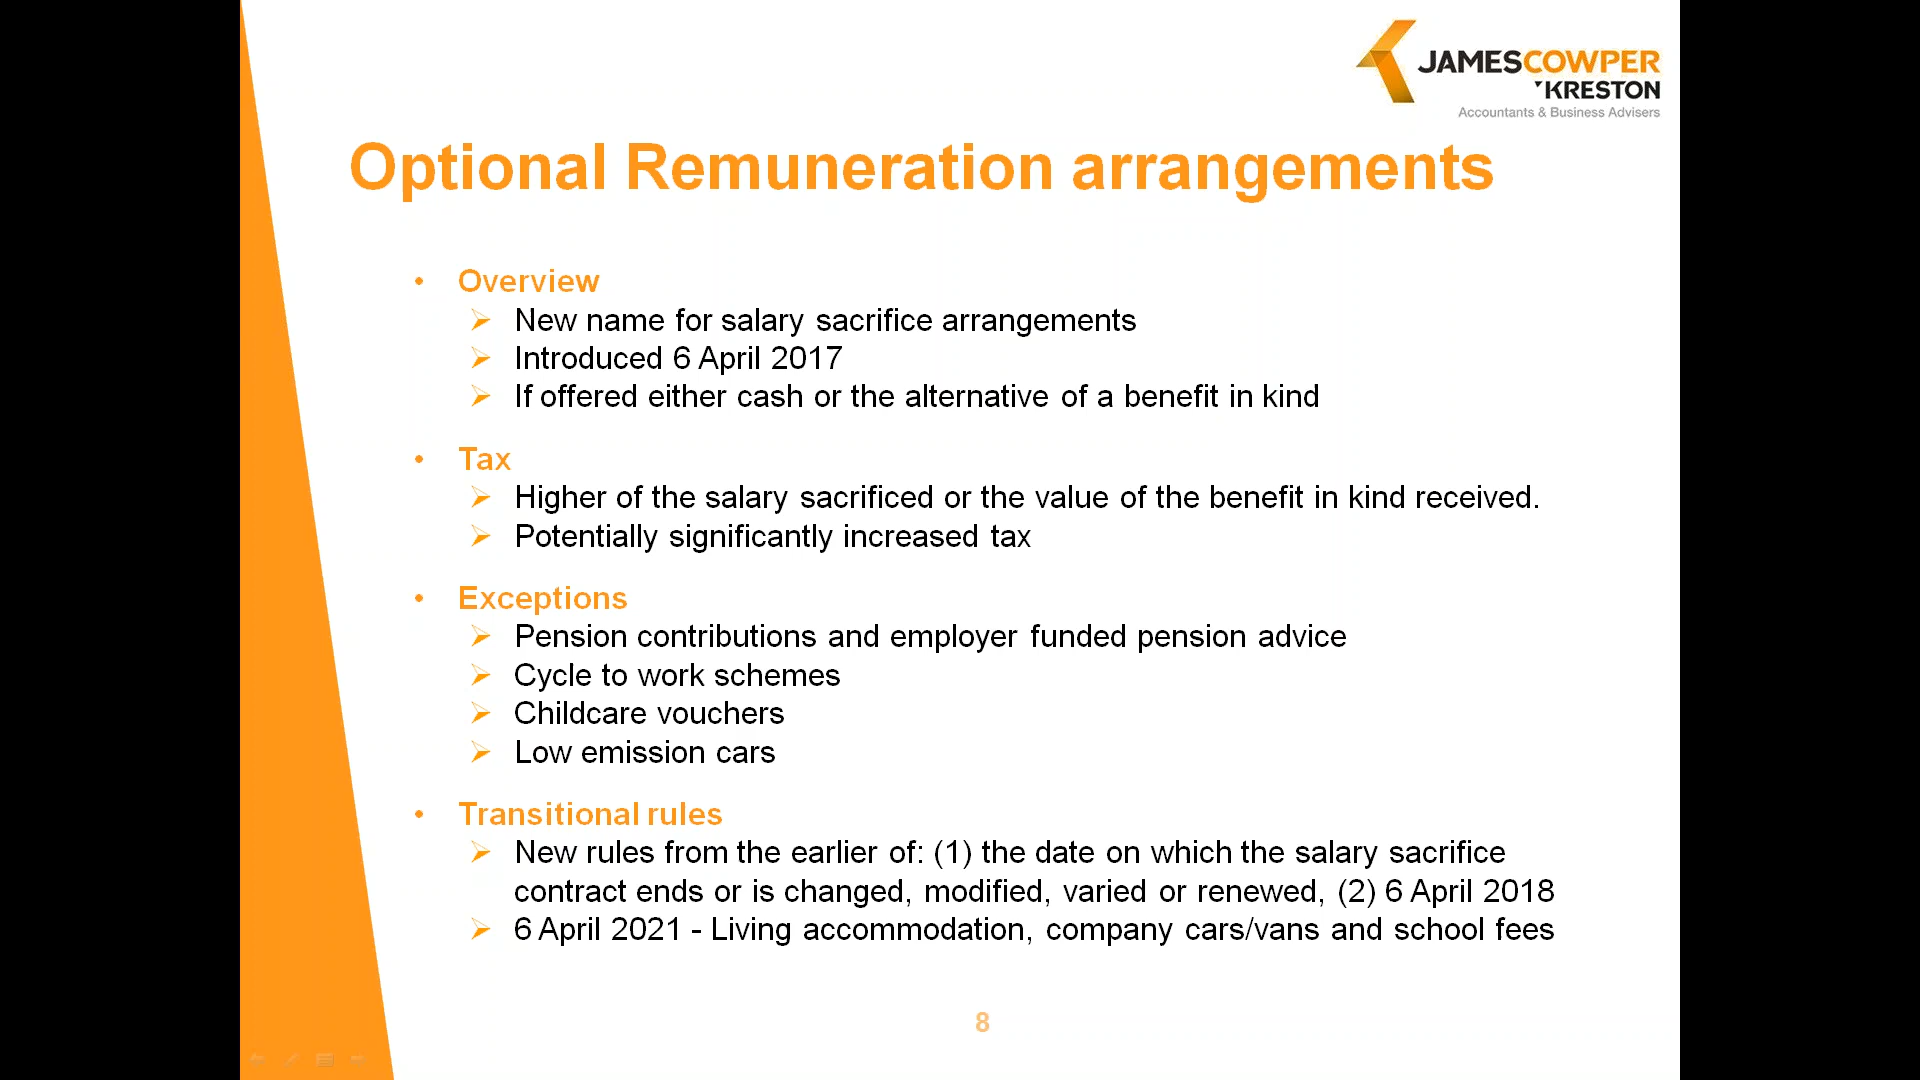 JAMESCOWPER
KRESTON
Accountants & Business Advisers
Optional Remuneration arrangements
• Overview
➢ New name for salary sacrifice arrangements
➢ Introduced 6 April 2017
➢ If offered either cash or the alternative of a benefit in kind
• Tax
➢ Higher of the salary sacrificed or the value of the benefit in kind received.
➢ Potentially significantly increased tax
• Exceptions
➢ Pension contributions and employer funded pension advice
➢ Cycle to work schemes
➢ Childcare vouchers
➢ Low emission cars
• Transitional rules
➢ New rules from the earlier of: (1) the date on which the salary sacrifice
contract ends or is changed, modified, varied or renewed, (2) 6 April 2018
➢ 6 April 2021 - Living accommodation, company cars/vans and school fees
8